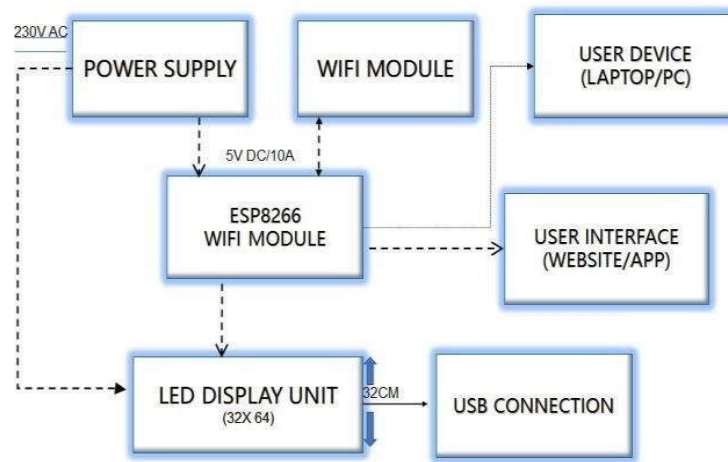 230V AC
POWER SUPPLY
WIFI MODULE
USER DEVICE
(LAPTOP/PC)
5V DC/10A
ESP8266
WIFI MODULE
USER INTERFACE
(WEBSITE/APP)
LED DISPLAY UNIT
(32X 64)
32CM
USB CONNECTION